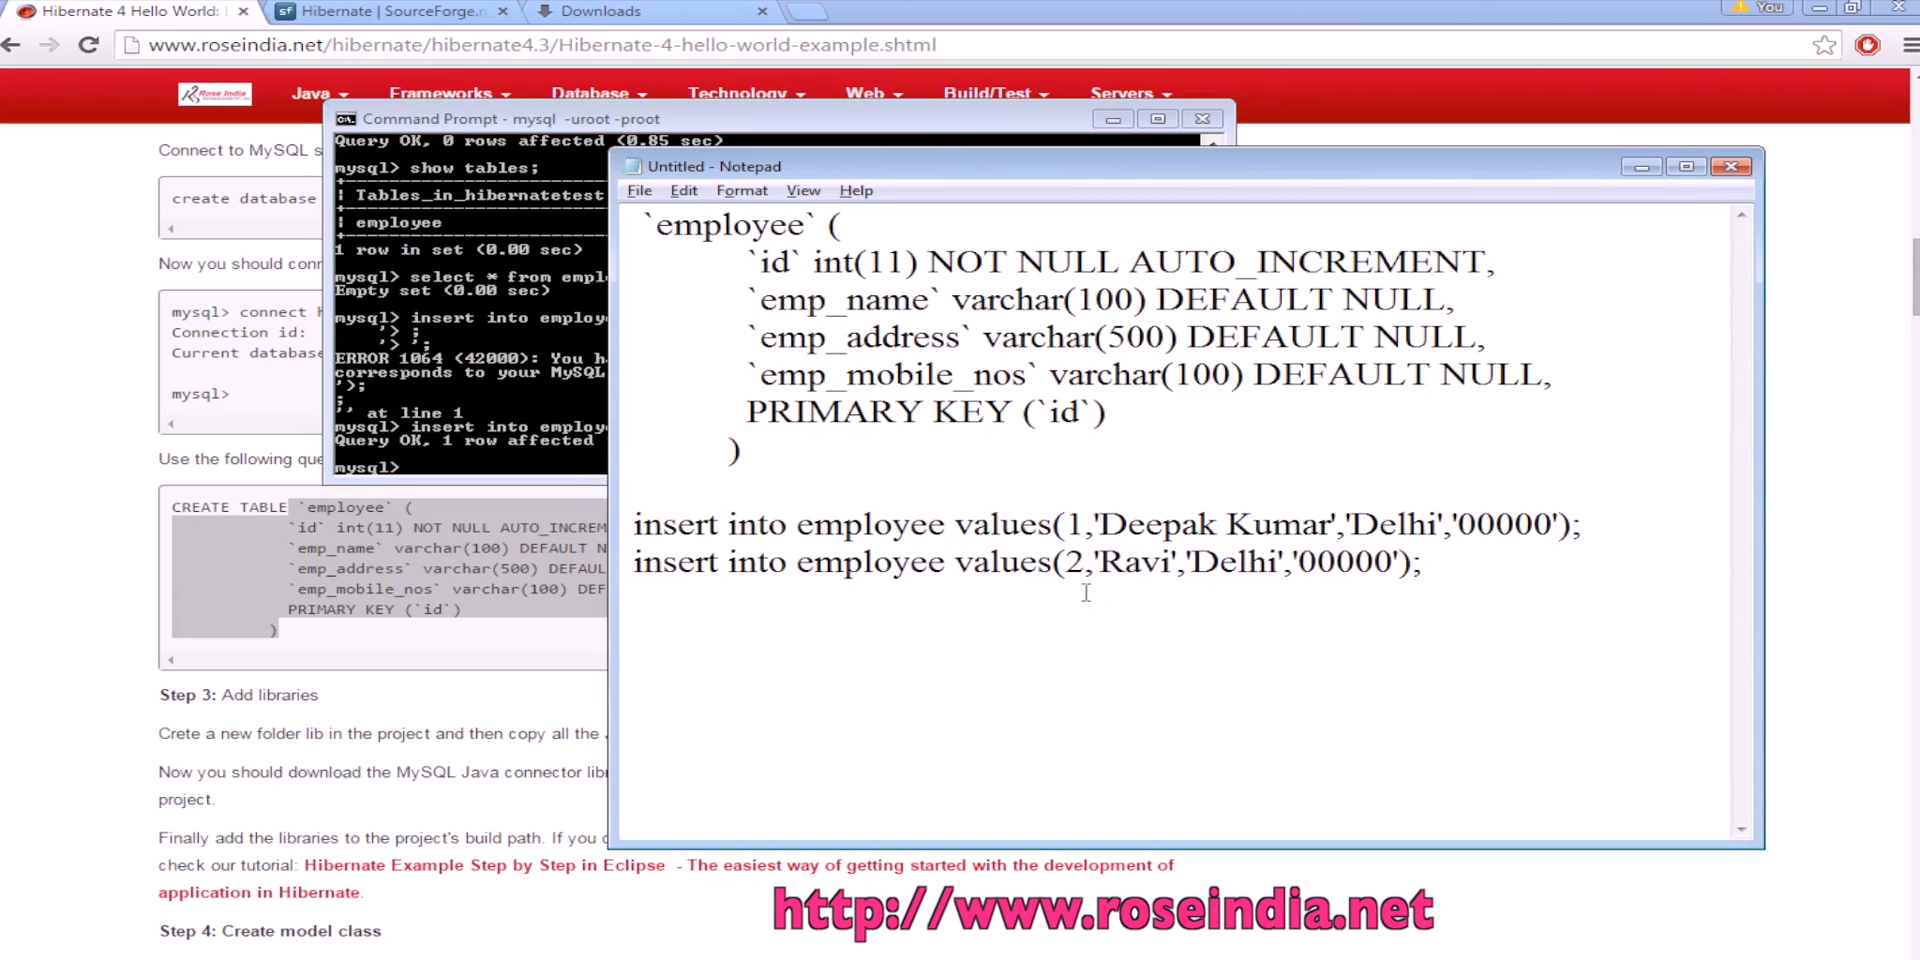 Hibernate 4 Hello World:
Hibernate | SourceForge.n
Downloads
You
www.roseindia.net/hibernate/hibernate4.3/Hibernate-4-hello-world-example.shtml
Rose India
Java
Frameworks
Database
Technology
Web
Build/Test
Servers
Connect to MySQL s
create database
Now you should conn
mysql> connect h
Connection id:
Current database
mysql>
Use the following que
CREATE TABLE `employee` (
`id` int(11) NOT NULL AUTO_INCREM
`emp_name` varchar(100) DEFAULT N
`emp_address` varchar(500) DEFAUL
`emp_mobile_nos` varchar(100) DEF
PRIMARY KEY (`id`)
)
Step 3: Add libraries
Crete a new folder lib in the project and then copy all the
Now you should download the MySQL Java connector lib
project.
Finally add the libraries to the project's build path. If you c
check our tutorial: Hibernate Example Step by Step in Eclipse - The easiest way of getting started with the development of
application in Hibernate.
Step 4: Create model class
Command Prompt - mysql -uroot -proot
Query OK, 0 rows affected (0.85 sec)
mysql> show tables;
| Tables_in_hibernatetest
| employee
1 row in set (0.00 sec)
mysql> select * from empl
Empty set (0.00 sec)
mysql> insert into employ
'> ;
'> ';
ERROR 1064 (42000): You h
corresponds to your MySQL
'>;
;
'' at line 1
mysql> insert into employ
Query OK, 1 row affected
mysql>
Untitled - Notepad
File Edit Format View Help
`employee` (
`id` int(11) NOT NULL AUTO_INCREMENT,
`emp_name` varchar(100) DEFAULT NULL,
`emp_address` varchar(500) DEFAULT NULL,
`emp_mobile_nos` varchar(100) DEFAULT NULL,
PRIMARY KEY (`id`)
)
insert into employee values(1,'Deepak Kumar','Delhi','00000');
insert into employee values(2,'Ravi','Delhi','00000');
http://www.roseindia.net